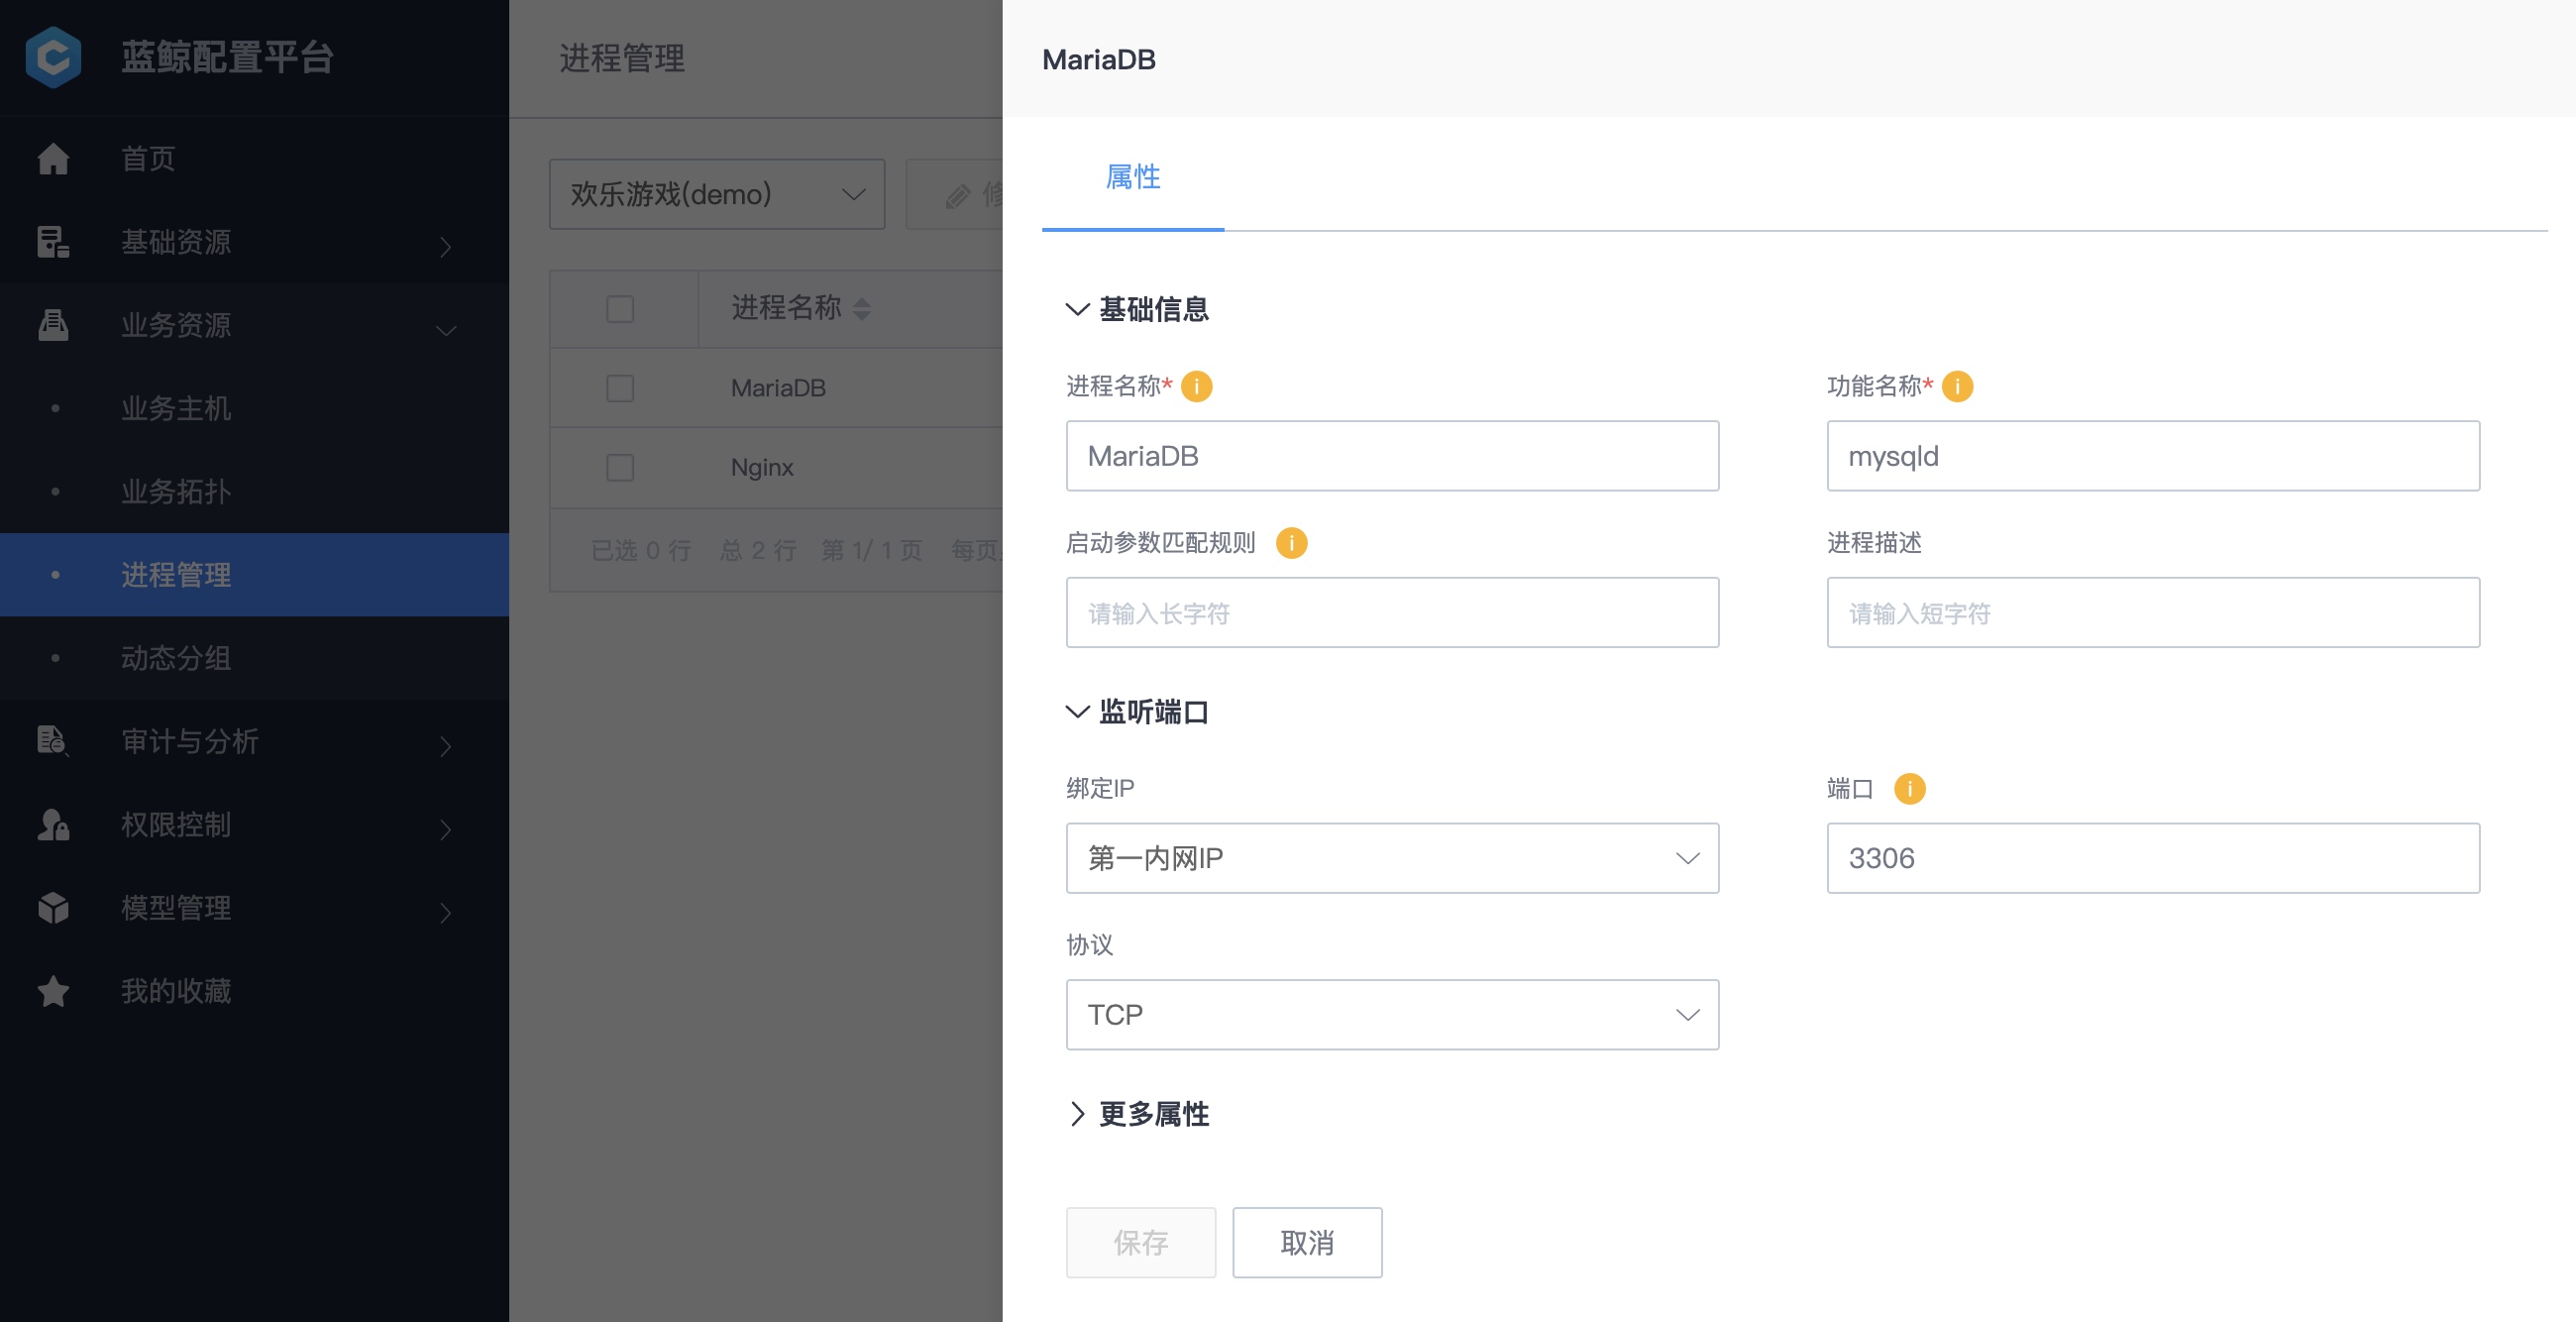 蓝鲸配置平台
首页
基础资源
业务资源
业务主机
业务拓扑
进程管理
动态分组
审计与分析
权限控制
模型管理
我的收藏
进程管理
欢乐游戏(demo)
进程名称
MariaDB
Nginx
已选 0 行 总 2 行 第 1/ 1 页 每页
MariaDB
属性
基础信息
进程名称* 功能名称*
MariaDB mysqld
启动参数匹配规则 进程描述
请输入长字符 请输入短字符
监听端口
绑定IP 端口
第一内网IP 3306
协议
TCP
更多属性
保存 取消